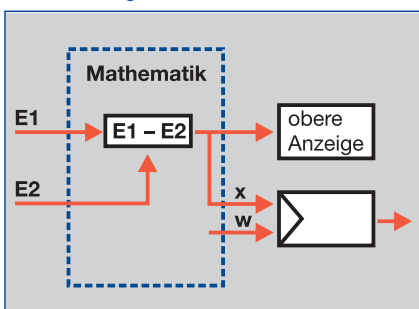 Mathematik
E1
E1 – E2
obere
Anzeige
E2
x
w